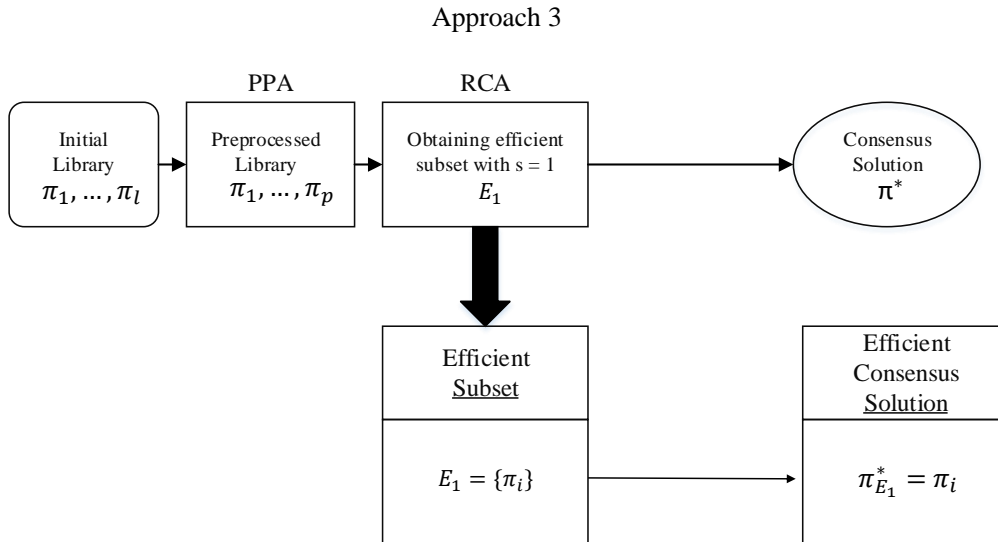 Approach 3
PPA
RCA
Initial
Library
π₁, … , πₗ
Preprocessed
Library
π₁, … , πₚ
Obtaining efficient
subset with s = 1
E₁
Consensus
Solution
π*
Efficient
Subset
Efficient
Consensus
Solution
E₁ = {πᵢ}
π*_{E₁} = πᵢ